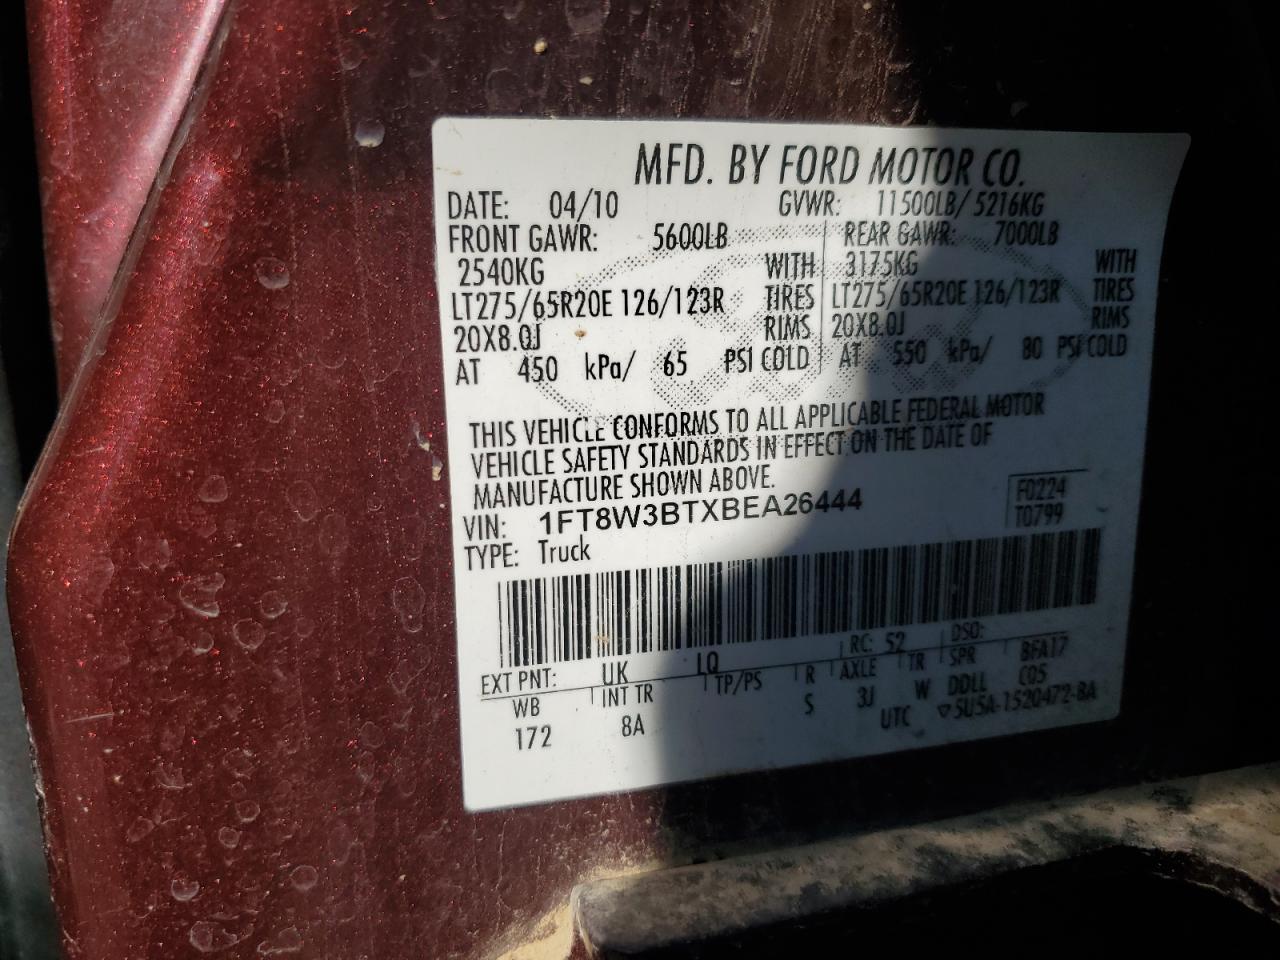 MFD. BY FORD MOTOR CO.
DATE: 04/10 GVWR: 11500LB/ 5216KG
FRONT GAWR: 5600LB REAR GAWR: 7000LB
2540KG WITH 3175KG WITH
LT275/65R20E 126/123R TIRES LT275/65R20E 126/123R TIRES
20X8.0J RIMS 20X8.0J RIMS
AT 450 kPa/ 65 PSI COLD AT 550 kPa/ 80 PSI COLD
THIS VEHICLE CONFORMS TO ALL APPLICABLE FEDERAL MOTOR
VEHICLE SAFETY STANDARDS IN EFFECT ON THE DATE OF
MANUFACTURE SHOWN ABOVE.
VIN: 1FT8W3BTXBEA26444 F0224
TYPE: Truck T0799
EXT PNT: UK LQ RC: 52 DSO:
WB INT TR TP/PS R AXLE TR SPR BFA17
172 8A S 3J W DDLL C05
UTC ▽5U5A-1520472-BA